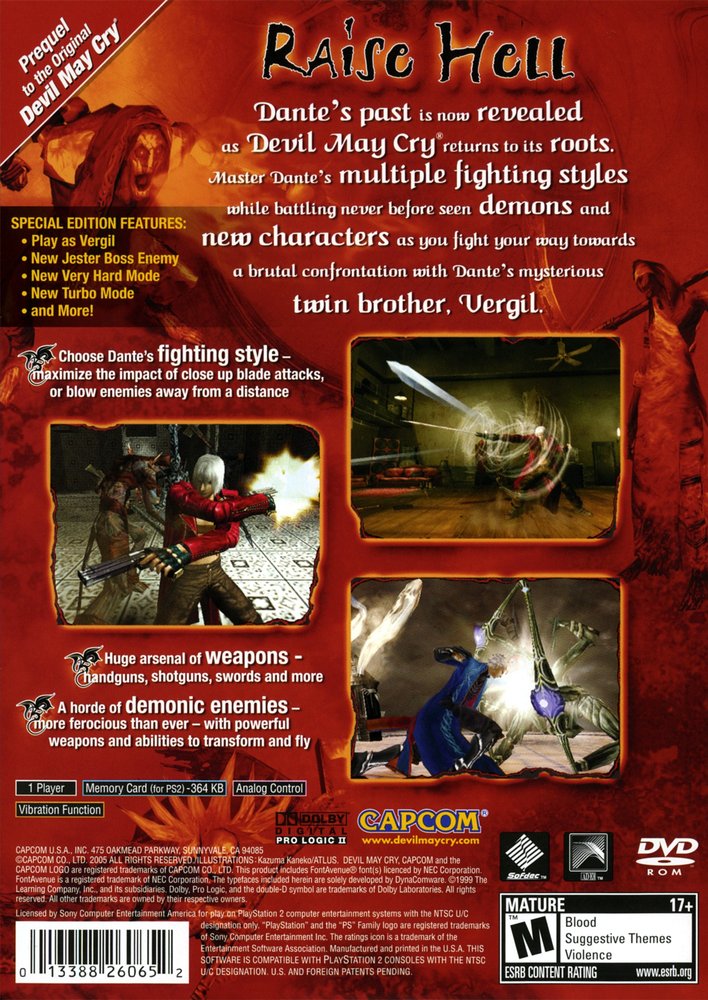 Prequel
to the Original
Devil May Cry®
Raise Hell
Dante's past is now revealed
as Devil May Cry® returns to its roots.
Master Dante's multiple fighting styles
while battling never before seen demons and
new characters as you fight your way towards
a brutal confrontation with Dante's mysterious
twin brother, Vergil.
SPECIAL EDITION FEATURES:
• Play as Vergil
• New Jester Boss Enemy
• New Very Hard Mode
• New Turbo Mode
• and More!
Choose Dante's fighting style –
maximize the impact of close up blade attacks,
or blow enemies away from a distance
Huge arsenal of weapons -
handguns, shotguns, swords and more
A horde of demonic enemies –
more ferocious than ever – with powerful
weapons and abilities to transform and fly
1 Player
Memory Card (for PS2) -364 KB
Analog Control
Vibration Function
DOLBY
DIGITAL
PRO LOGIC II
CAPCOM®
www.devilmaycry.com
Sofdec™
DVD
ROM
CAPCOM U.S.A., INC. 475 OAKMEAD PARKWAY, SUNNYVALE, CA 94085
©CAPCOM CO., LTD. 2005 ALL RIGHTS RESERVED. ILLUSTRATIONS: Kazuma Kaneko/ATLUS. DEVIL MAY CRY, CAPCOM and the
CAPCOM LOGO are registered trademarks of CAPCOM CO., LTD. This product includes FontAvenue® font(s) licensed by NEC Corporation.
FontAvenue is a registered trademark of NEC Corporation. The typefaces included herein are solely developed by DynaComware. ©1999 The
Learning Company, Inc., and its subsidiaries. Dolby, Pro Logic, and the double-D symbol are trademarks of Dolby Laboratories. All rights
reserved. All other trademarks are owned by their respective owners.
Licensed by Sony Computer Entertainment America for play on PlayStation 2 computer entertainment systems with the NTSC U/C
designation only. "PlayStation" and the "PS" Family logo are registered trademarks
of Sony Computer Entertainment Inc. The ratings icon is a trademark of the
Entertainment Software Association. Manufactured and printed in the U.S.A. THIS
SOFTWARE IS COMPATIBLE WITH PLAYSTATION 2 CONSOLES WITH THE NTSC
U/C DESIGNATION. U.S. AND FOREIGN PATENTS PENDING.
0 13388 26065 2
MATURE 17+
M
Blood
Suggestive Themes
Violence
ESRB CONTENT RATING www.esrb.org